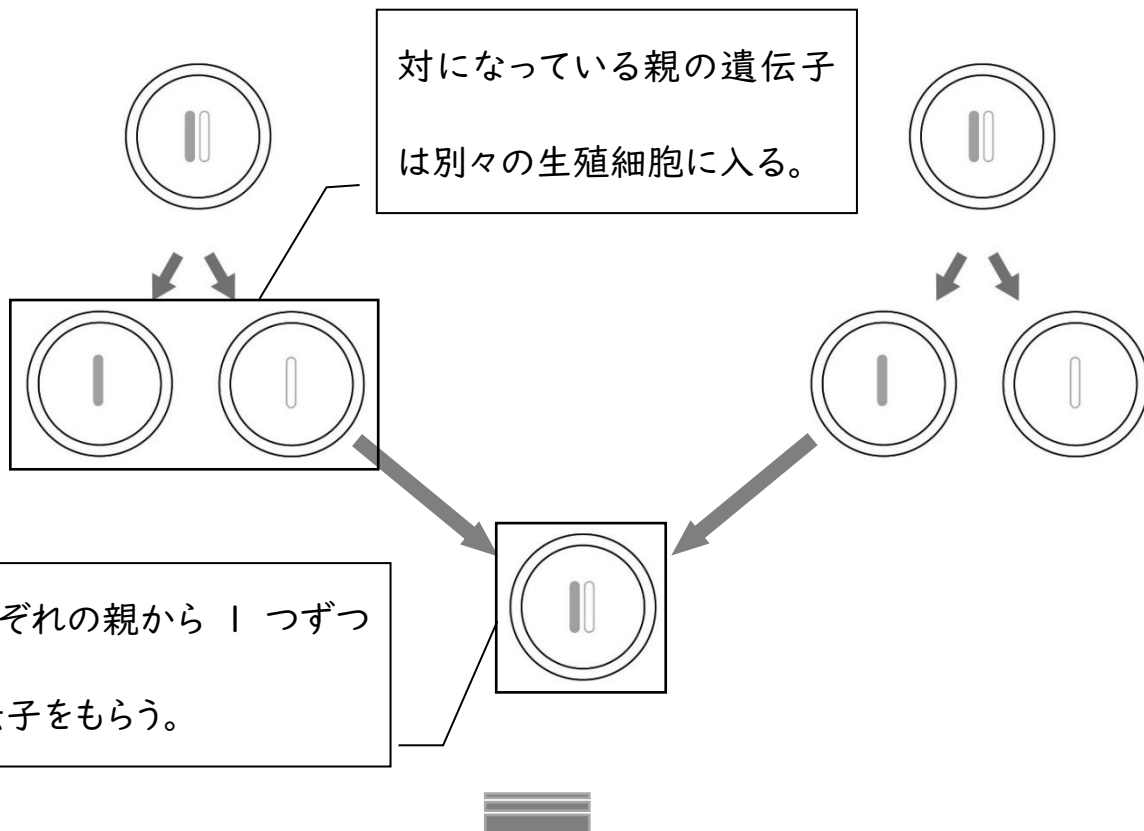 対になっている親の遺伝子
は別々の生殖細胞に入る。
ぞれの親から 1 つずつ
子をもらう。